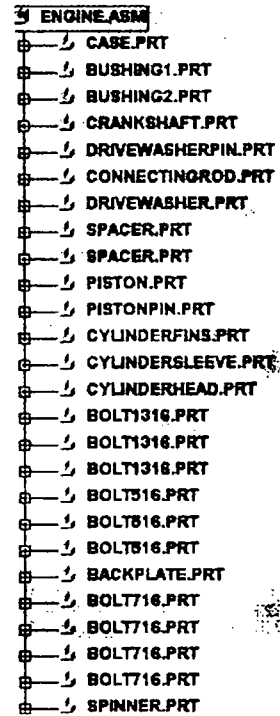 ENGINE.ASM
CASE.PRT
BUSHING1.PRT
BUSHING2.PRT
CRANKSHAFT.PRT
DRIVEWASHERPIN.PRT
CONNECTINGROD.PRT
DRIVEWASHER.PRT
SPACER.PRT
SPACER.PRT
PISTON.PRT
PISTONPIN.PRT
CYLINDERFINS.PRT
CYLINDERSLEEVE.PRT
CYLINDERHEAD.PRT
BOLT1316.PRT
BOLT1316.PRT
BOLT1316.PRT
BOLT516.PRT
BOLT516.PRT
BOLT516.PRT
BACKPLATE.PRT
BOLT716.PRT
BOLT716.PRT
BOLT716.PRT
BOLT716.PRT
SPINNER.PRT